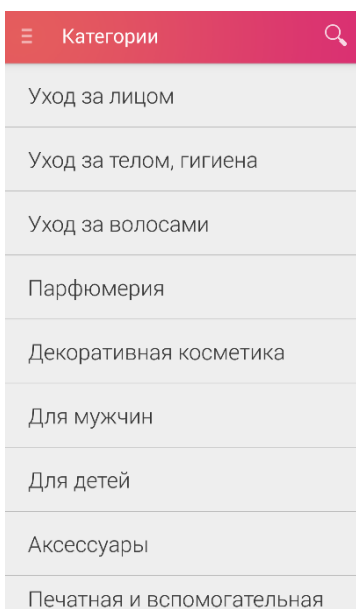 Категории
Уход за лицом
Уход за телом, гигиена
Уход за волосами
Парфюмерия
Декоративная косметика
Для мужчин
Для детей
Аксессуары
Печатная и вспомогательная